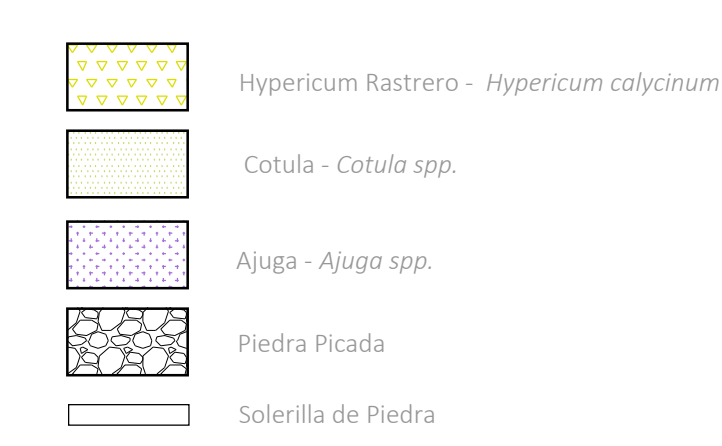 Hypericum Rastrero - Hypericum calycinum
Cotula - Cotula spp.
Ajuga - Ajuga spp.
Piedra Picada
Solerilla de Piedra